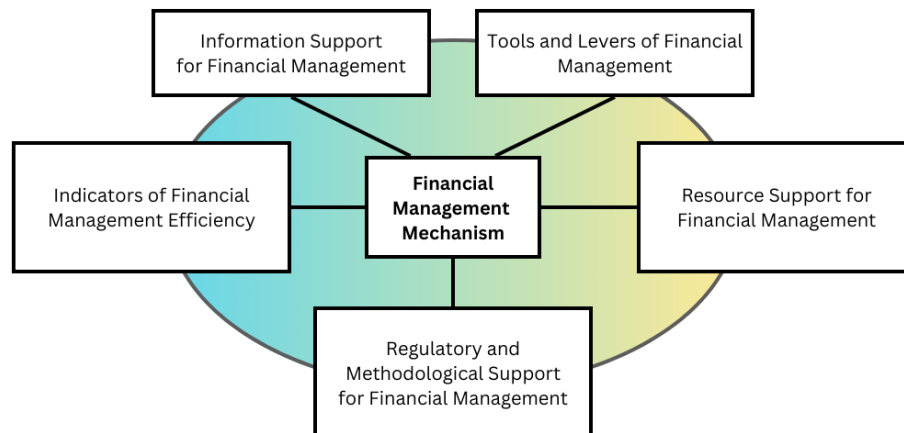 Information Support
for Financial Management
Tools and Levers of Financial
Management
Indicators of Financial
Management Efficiency
Financial
Management
Mechanism
Resource Support for
Financial Management
Regulatory and
Methodological Support
for Financial Management